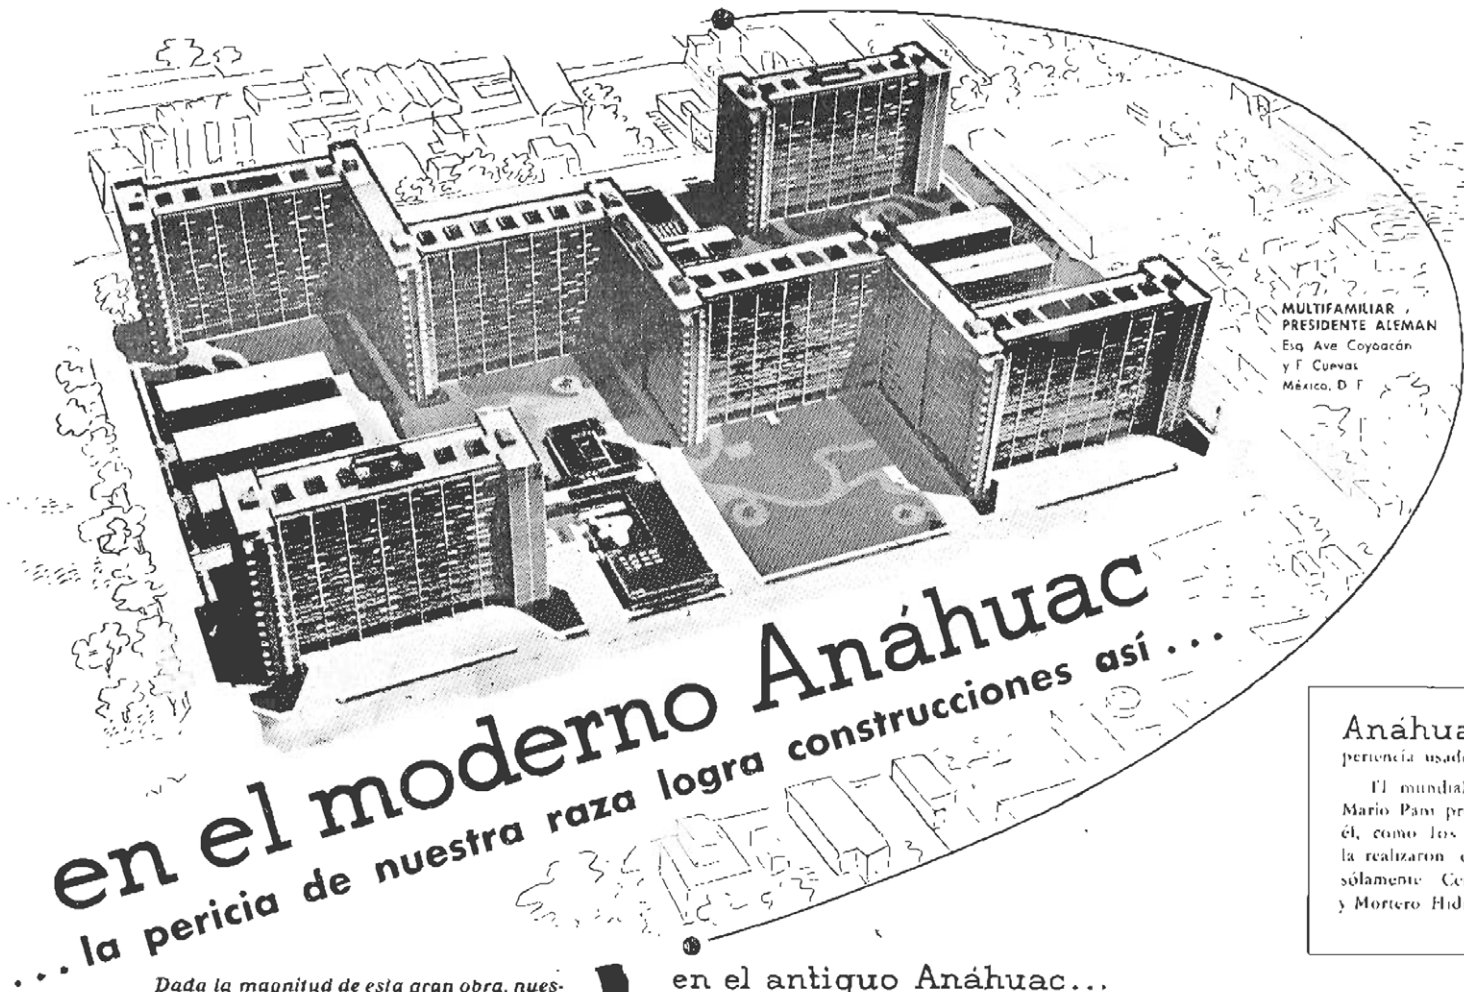 MULTIFAMILIAR
PRESIDENTE ALEMAN
Esq Ave Coyoacán
y F Cuevas
México, D F
en el moderno Anáhuac
... la pericia de nuestra raza logra construcciones así ...
Anáhua
periencia usad
El mundial
Mario Pani pr
él, como los
la realizaron
sólamente Ce
y Mortero Hid
Dada la magnitud de esta gran obra, nues-
en el antiguo Anáhuac...